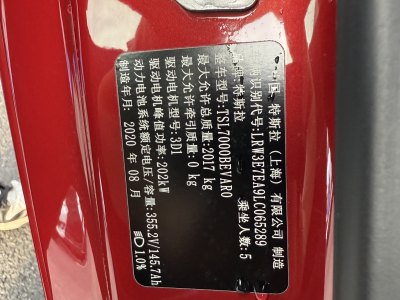 中国 特斯拉（上海）有限公司 制造
车辆识别代号:LRW3E7EA9LC065289
品牌:特斯拉 乘坐人数:5
整车型号:TSL7000BEVAR0
最大允许总质量:2017 kg
最大允许牵引质量:0 kg
驱动电机型号:3D1
驱动电机峰值功率:202kW
动力电池系统额定电压/容量:355.2V/145.7Ah
制造年月: 2020 年 08 月 1.0%